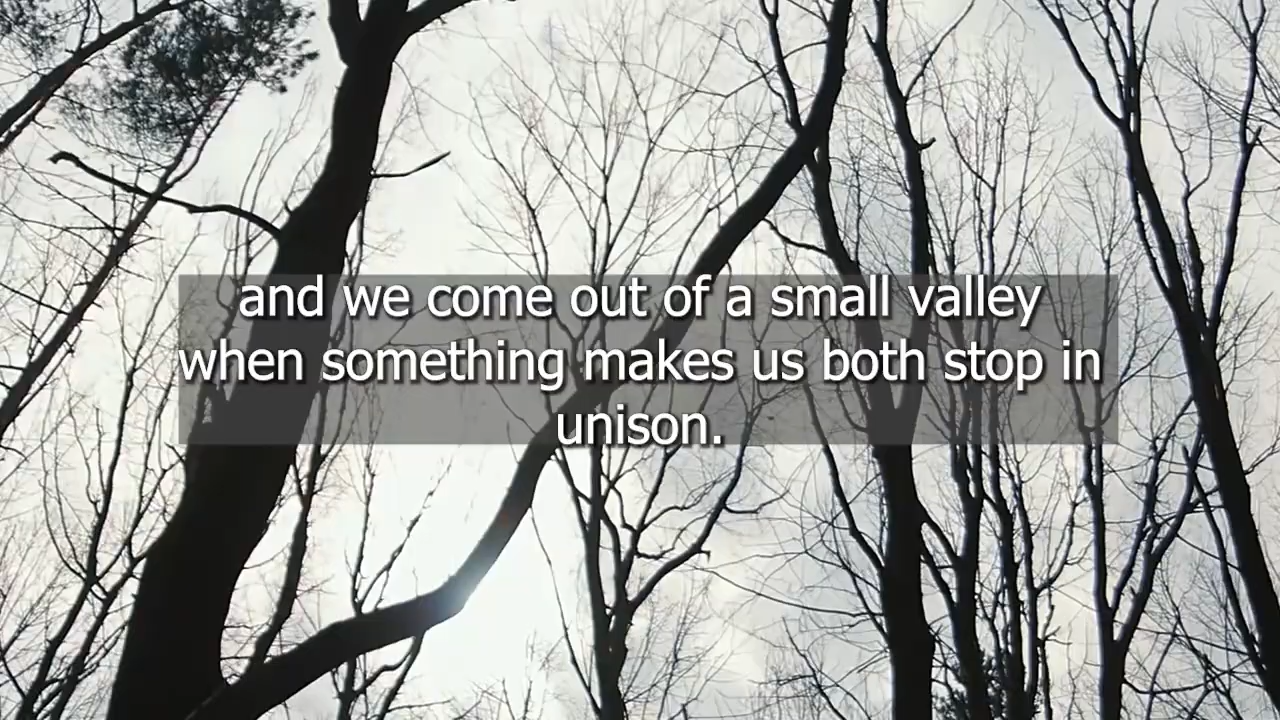 and we come out of a small valley
when something makes us both stop in
unison.